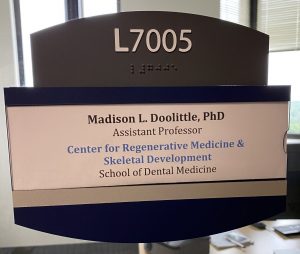 L7005
Madison L. Doolittle, PhD
Assistant Professor
Center for Regenerative Medicine &
Skeletal Development
School of Dental Medicine